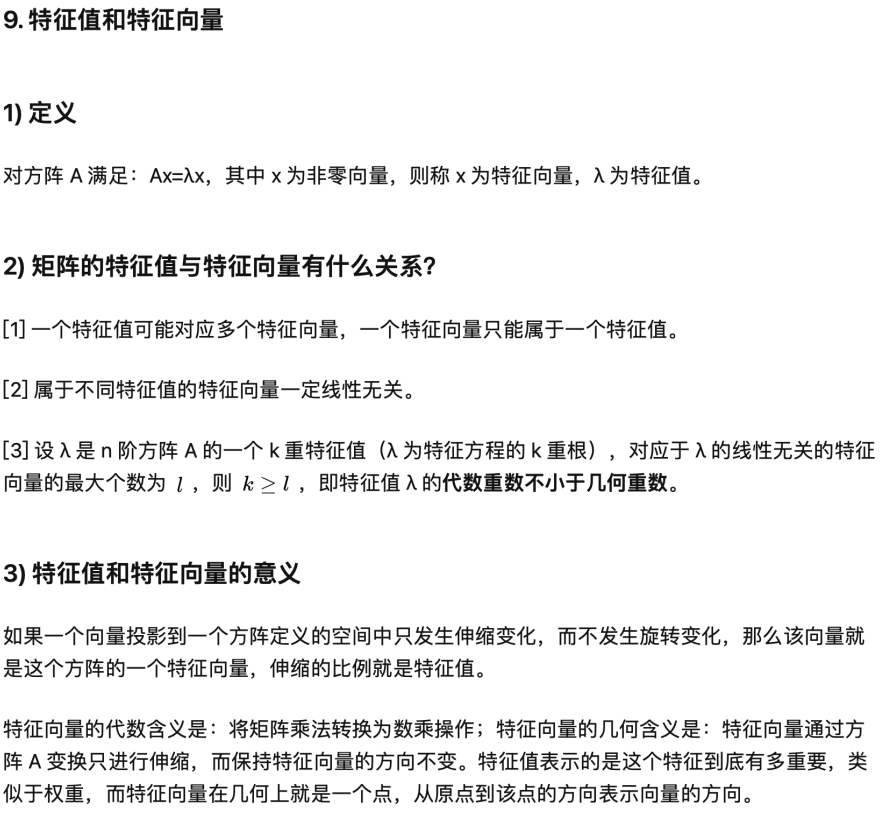 9. 特征值和特征向量
1) 定义
对方阵 A 满足：Ax=λx，其中 x 为非零向量，则称 x 为特征向量，λ 为特征值。
2) 矩阵的特征值与特征向量有什么关系？
[1] 一个特征值可能对应多个特征向量，一个特征向量只能属于一个特征值。
[2] 属于不同特征值的特征向量一定线性无关。
[3] 设 λ 是 n 阶方阵 A 的一个 k 重特征值（λ 为特征方程的 k 重根），对应于 λ 的线性无关的特征
向量的最大个数为 l ，则 k ≥ l ，即特征值 λ 的代数重数不小于几何重数。
3) 特征值和特征向量的意义
如果一个向量投影到一个方阵定义的空间中只发生伸缩变化，而不发生旋转变化，那么该向量就
是这个方阵的一个特征向量，伸缩的比例就是特征值。
特征向量的代数含义是：将矩阵乘法转换为数乘操作；特征向量的几何含义是：特征向量通过方
阵 A 变换只进行伸缩，而保持特征向量的方向不变。特征值表示的是这个特征到底有多重要，类
似于权重，而特征向量在几何上就是一个点，从原点到该点的方向表示向量的方向。